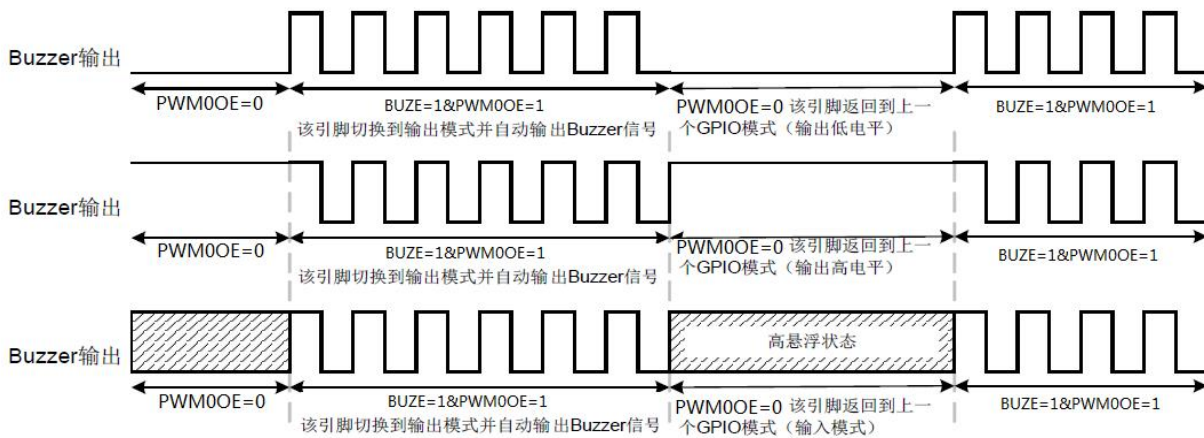 Buzzer输出
PWM0OE=0
BUZE=1&PWM0OE=1
PWM0OE=0 该引脚返回到上一
BUZE=1&PWM0OE=1
该引脚切换到输出模式并自动输出Buzzer信号
个GPIO模式（输出低电平）
Buzzer输出
PWM0OE=0
BUZE=1&PWM0OE=1
PWM0OE=0 该引脚返回到上一
BUZE=1&PWM0OE=1
该引脚切换到输出模式并自动输出Buzzer信号
个GPIO模式（输出高电平）
Buzzer输出
高悬浮状态
PWM0OE=0
BUZE=1&PWM0OE=1
PWM0OE=0 该引脚返回到上一
BUZE=1&PWM0OE=1
该引脚切换到输出模式并自动输出Buzzer信号
个GPIO模式（输入模式）